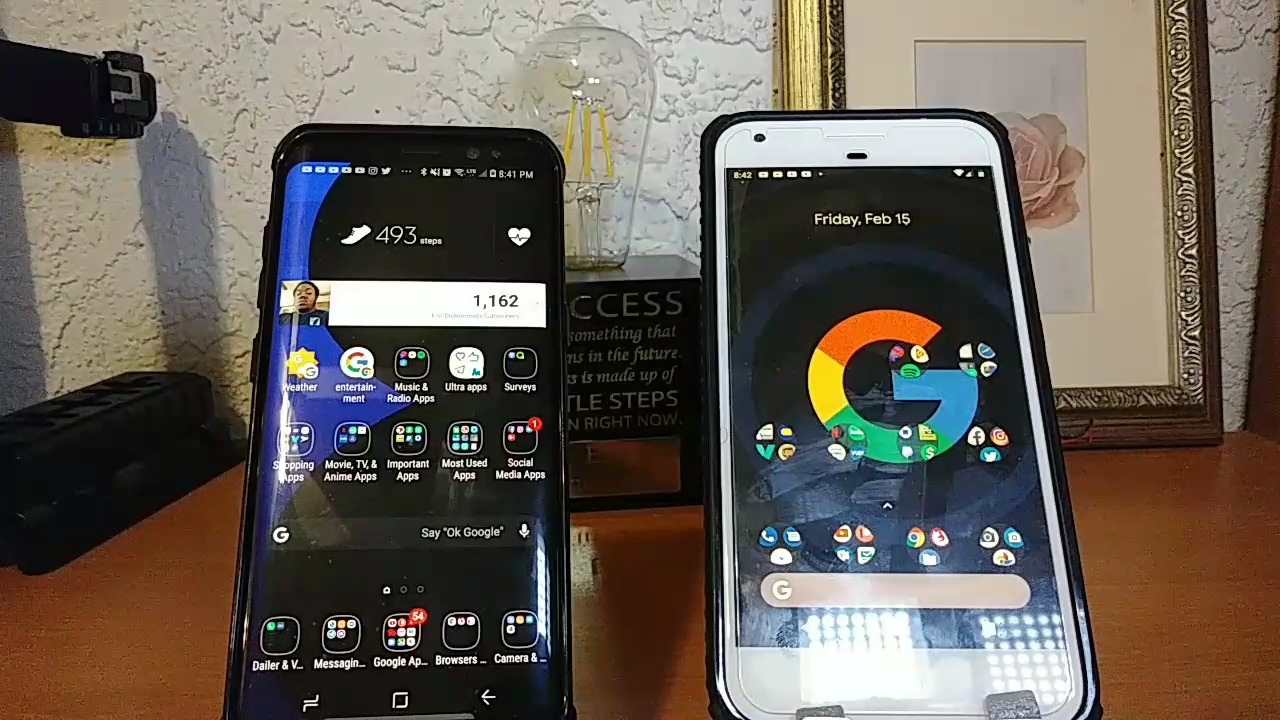 8:41 PM
493 steps
1,162
Weather
entertain-
ment
Music &
Radio Apps
Ultra apps
Surveys
Shopping
Apps
Movie, TV, &
Anime Apps
Important
Apps
Most Used
Apps
1
Social
Media Apps
G
Say "Ok Google"
54
Dailer & V...
Messagin...
Google Ap...
Browsers ...
Camera & ...
CCESS
something that
ns in the future.
is made up of
TLE STEPS
N RIGHT NOW.
8:42
Friday, Feb 15
G
G